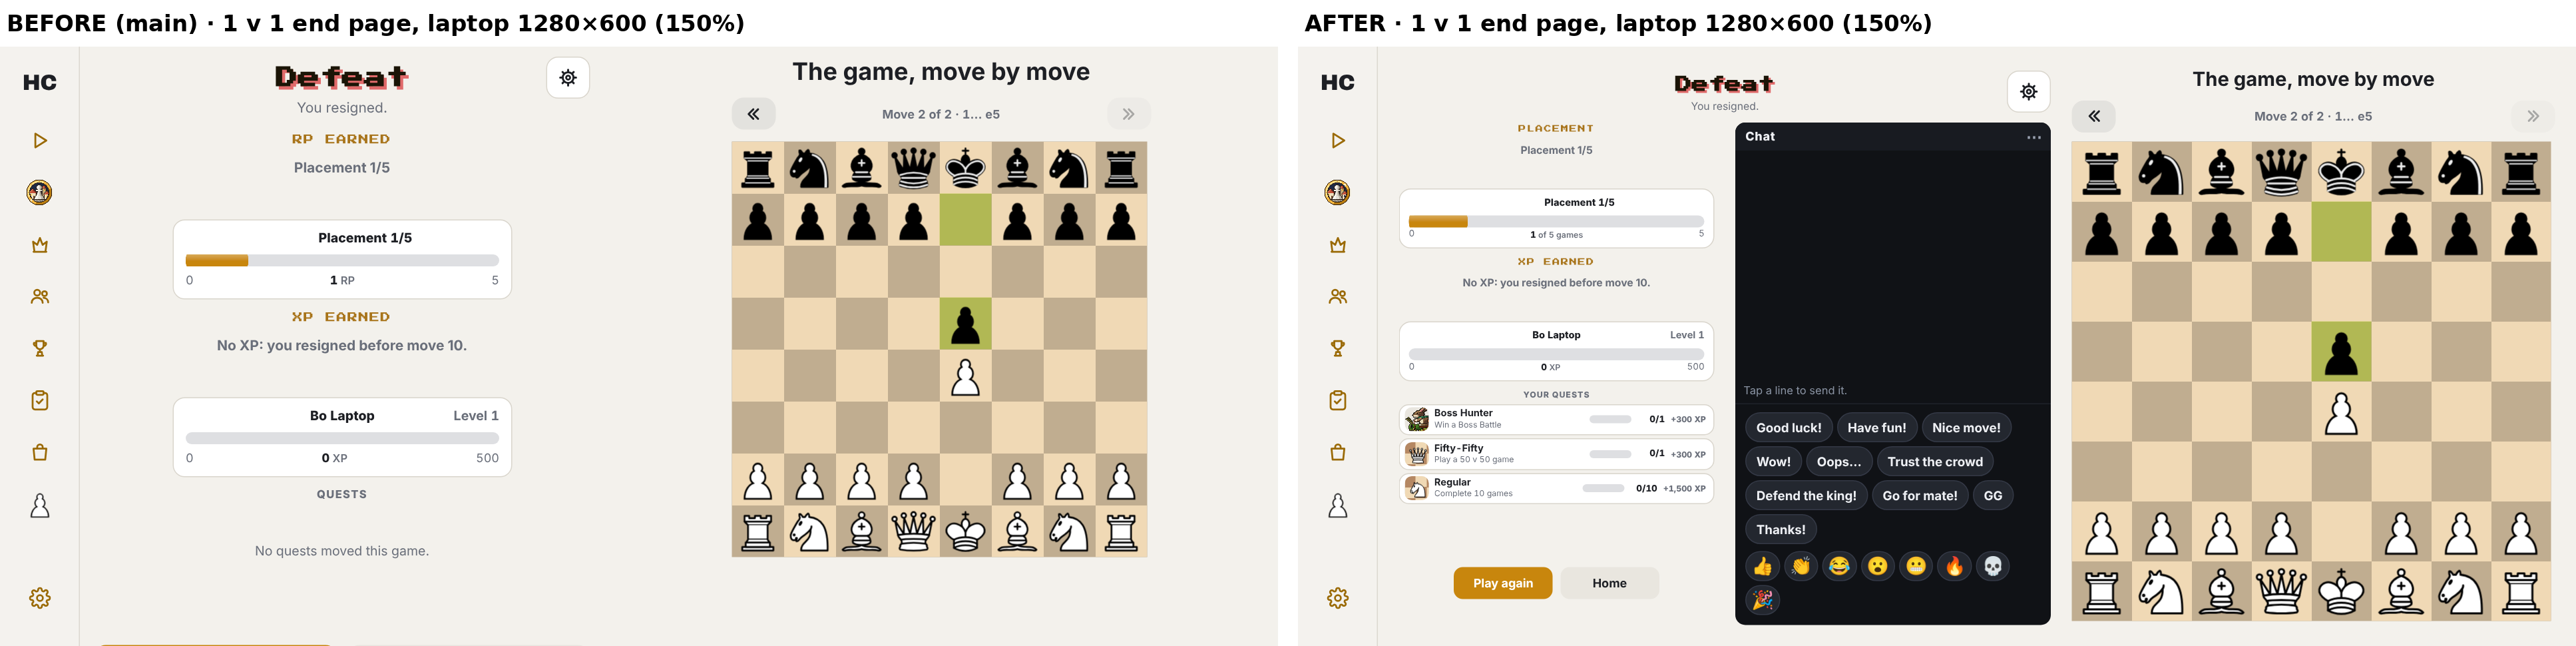 BEFORE (main) · 1 v 1 end page, laptop 1280×600 (150%)
HC
Defeat
You resigned.
RP EARNED
Placement 1/5
Placement 1/5
0 1 RP 5
XP EARNED
No XP: you resigned before move 10.
Bo Laptop Level 1
0 0 XP 500
QUESTS
No quests moved this game.
The game, move by move
« Move 2 of 2 · 1... e5 »
AFTER · 1 v 1 end page, laptop 1280×600 (150%)
HC
Defeat
You resigned.
PLACEMENT
Placement 1/5
Placement 1/5
0 1 of 5 games 5
XP EARNED
No XP: you resigned before move 10.
Bo Laptop Level 1
0 0 XP 500
YOUR QUESTS
Boss Hunter
Win a Boss Battle
0/1 +300 XP
Fifty-Fifty
Play a 50 v 50 game
0/1 +300 XP
Regular
Complete 10 games
0/10 +1,500 XP
Play again Home
Chat ...
Tap a line to send it.
Good luck! Have fun! Nice move!
Wow! Oops... Trust the crowd
Defend the king! Go for mate! GG
Thanks!
The game, move by move
« Move 2 of 2 · 1... e5 »